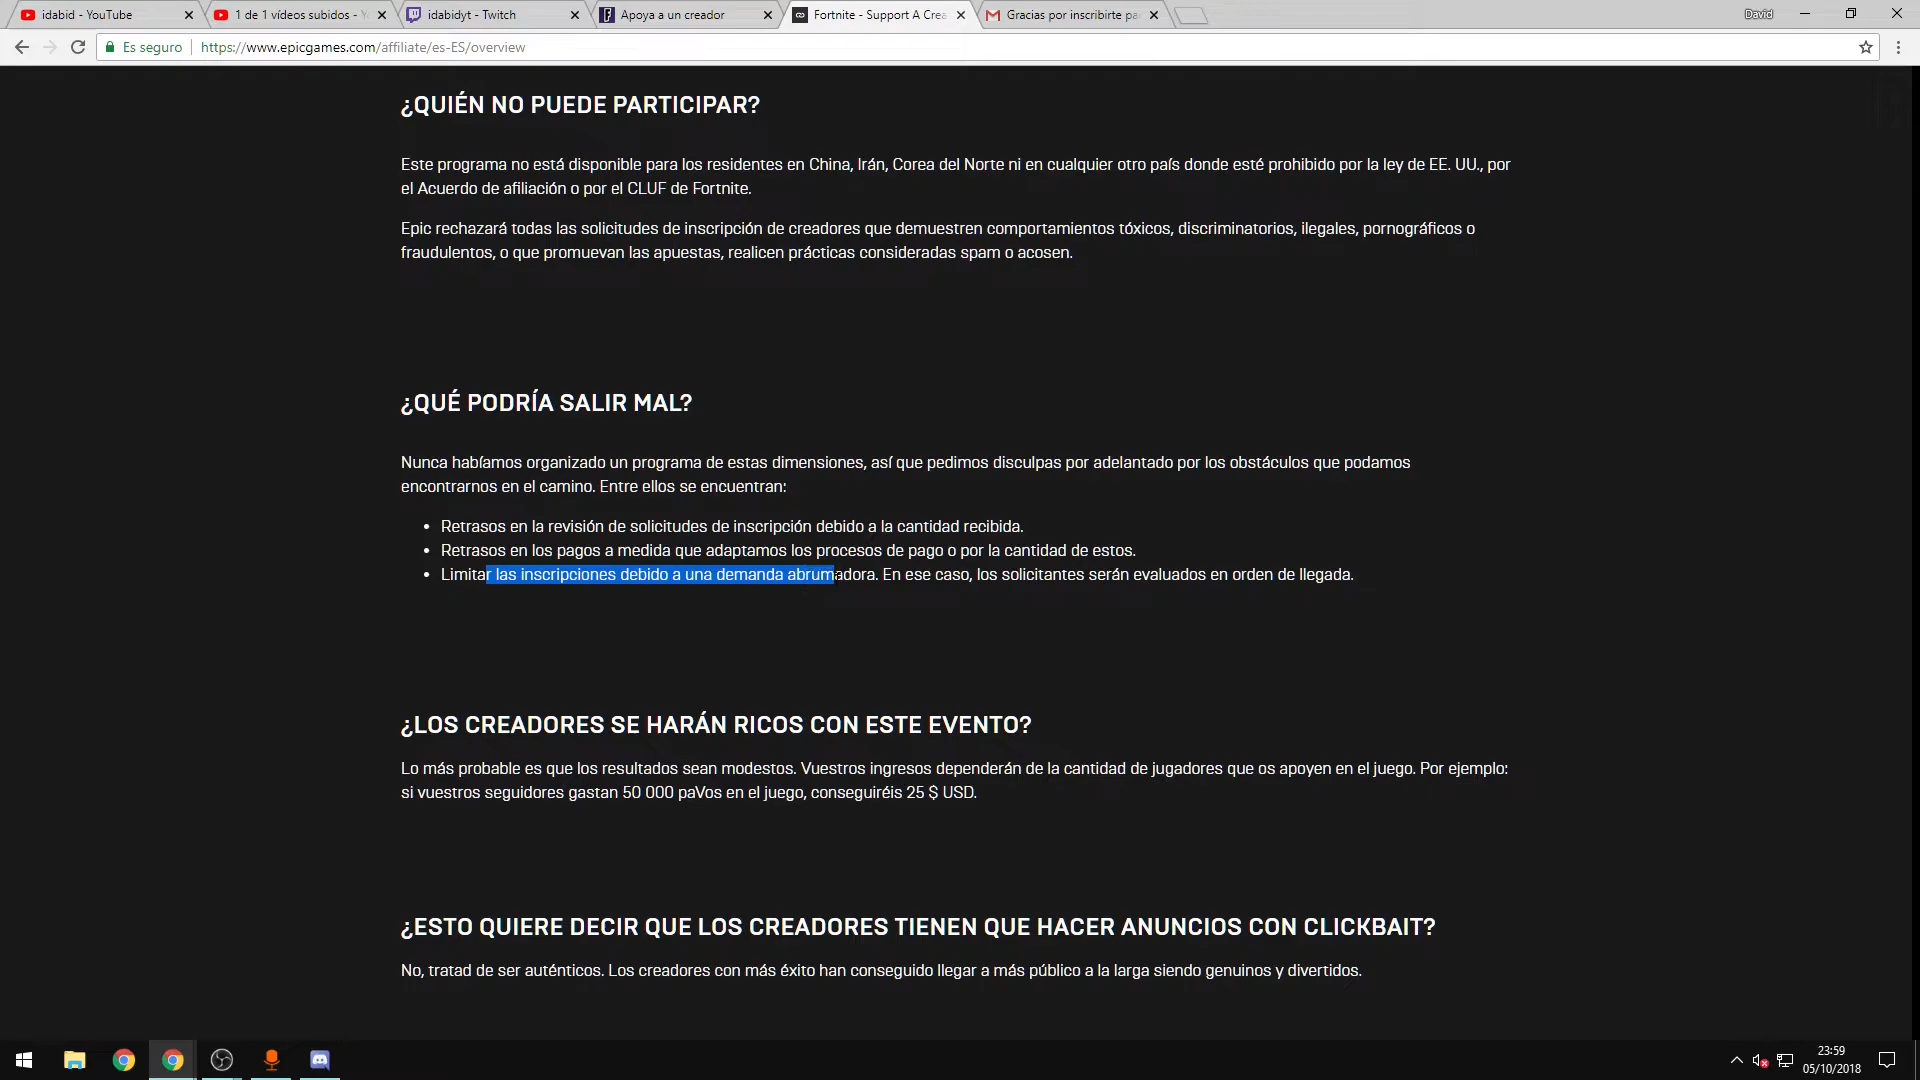 idabid - YouTube
1 de 1 vídeos subidos - Y
idabidyt - Twitch
Apoya a un creador
Fortnite - Support A Crea
Gracias por inscribirte pa
David
Es seguro
https://www.epicgames.com/affiliate/es-ES/overview
¿QUIÉN NO PUEDE PARTICIPAR?
Este programa no está disponible para los residentes en China, Irán, Corea del Norte ni en cualquier otro país donde esté prohibido por la ley de EE. UU., por
el Acuerdo de afiliación o por el CLUF de Fortnite.
Epic rechazará todas las solicitudes de inscripción de creadores que demuestren comportamientos tóxicos, discriminatorios, ilegales, pornográficos o
fraudulentos, o que promuevan las apuestas, realicen prácticas consideradas spam o acosen.
¿QUÉ PODRÍA SALIR MAL?
Nunca habíamos organizado un programa de estas dimensiones, así que pedimos disculpas por adelantado por los obstáculos que podamos
encontrarnos en el camino. Entre ellos se encuentran:
• Retrasos en la revisión de solicitudes de inscripción debido a la cantidad recibida.
• Retrasos en los pagos a medida que adaptamos los procesos de pago o por la cantidad de estos.
• Limitar las inscripciones debido a una demanda abrumadora. En ese caso, los solicitantes serán evaluados en orden de llegada.
¿LOS CREADORES SE HARÁN RICOS CON ESTE EVENTO?
Lo más probable es que los resultados sean modestos. Vuestros ingresos dependerán de la cantidad de jugadores que os apoyen en el juego. Por ejemplo:
si vuestros seguidores gastan 50 000 paVos en el juego, conseguiréis 25 $ USD.
¿ESTO QUIERE DECIR QUE LOS CREADORES TIENEN QUE HACER ANUNCIOS CON CLICKBAIT?
No, tratad de ser auténticos. Los creadores con más éxito han conseguido llegar a más público a la larga siendo genuinos y divertidos.
23:59
05/10/2018